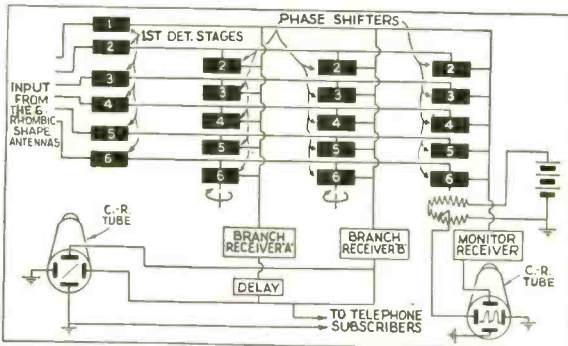 PHASE SHIFTERS
1ST DET. STAGES
INPUT
FROM
THE 6
RHOMBIC
SHAPE
ANTENNAS
1
2
3
4
5
6
2
3
4
5
6
2
3
4
5
6
2
3
4
5
6
C.-R.
TUBE
BRANCH
RECEIVER "A"
BRANCH
RECEIVER "B"
MONITOR
RECEIVER
DELAY
C.-R.
TUBE
TO TELEPHONE
SUBSCRIBERS